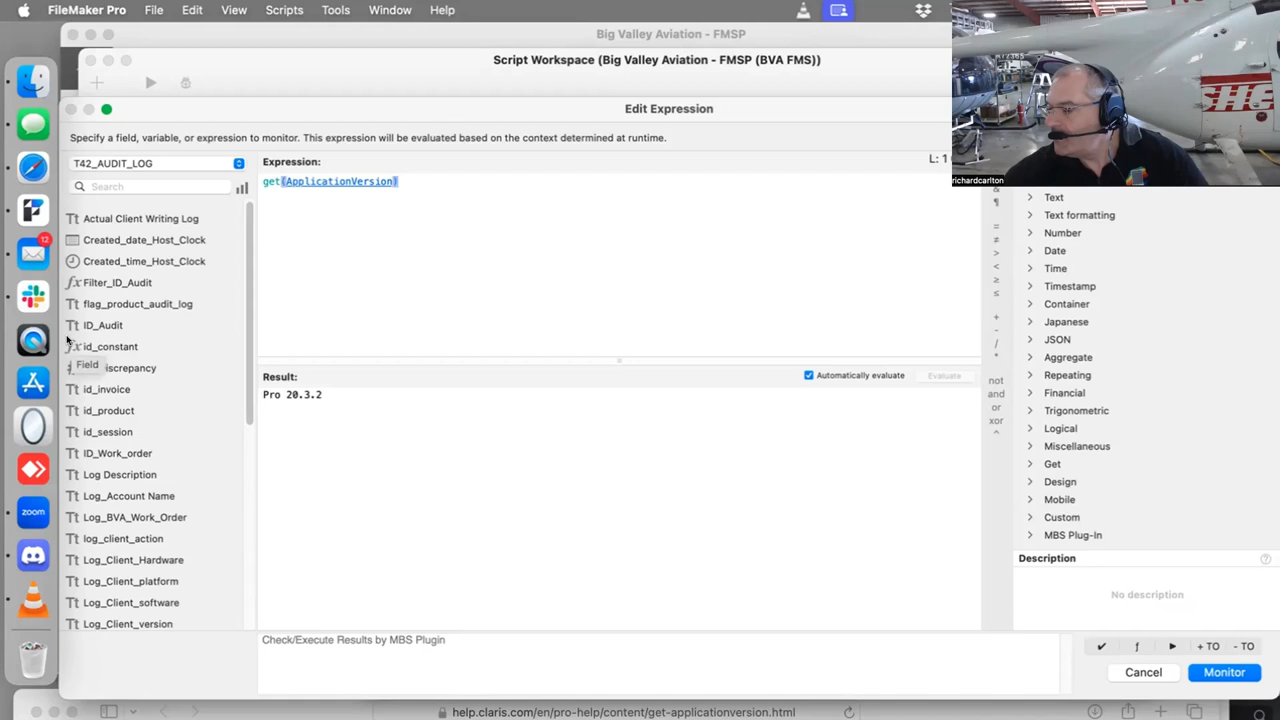 FileMaker Pro File Edit View Scripts Tools Window Help
Big Valley Aviation - FMSP
Script Workspace (Big Valley Aviation - FMSP (BVA FMS))
Edit Expression
Specify a field, variable, or expression to monitor. This expression will be evaluated based on the context determined at runtime.
T42_AUDIT_LOG
Search
Expression:
get(ApplicationVersion)
Actual Client Writing Log
Created_date_Host_Clock
Created_time_Host_Clock
Filter_ID_Audit
flag_product_audit_log
ID_Audit
id_constant
Field
iscrepancy
id_invoice
id_product
id_session
ID_Work_order
Log Description
Log_Account Name
Log_BVA_Work_Order
log_client_action
Log_Client_Hardware
Log_Client_platform
Log_Client_software
Log_Client_version
Result:
Automatically evaluate
Evaluate
Pro 20.3.2
Check/Execute Results by MBS Plugin
&
¶
=
≠
>
<
≥
≤
+
-
/
*
not
and
or
xor
^
richardcarlton
SHE
Text
Text formatting
Number
Date
Time
Timestamp
Container
Japanese
JSON
Aggregate
Repeating
Financial
Trigonometric
Logical
Miscellaneous
Get
Design
Mobile
Custom
MBS Plug-In
Description
No description
+ TO - TO
Cancel
Monitor
12
zoom
help.claris.com/en/pro-help/content/get-applicationversion.html